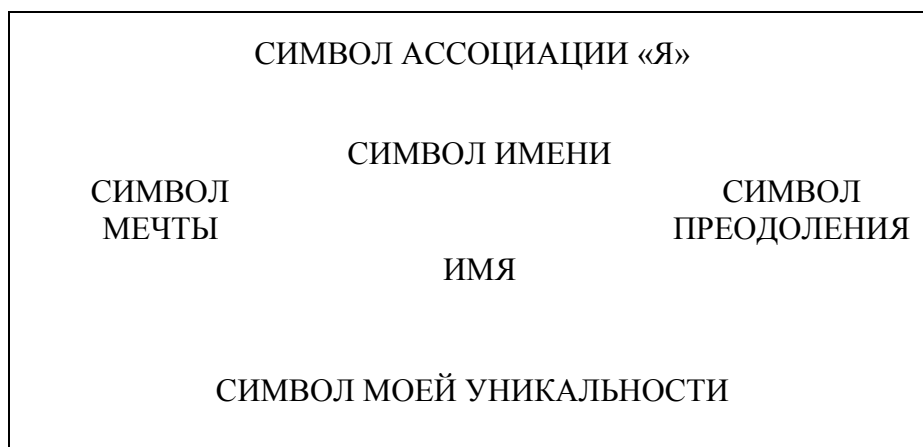 СИМВОЛ АССОЦИАЦИИ «Я»
СИМВОЛ ИМЕНИ
СИМВОЛ
МЕЧТЫ
СИМВОЛ
ПРЕОДОЛЕНИЯ
ИМЯ
СИМВОЛ МОЕЙ УНИКАЛЬНОСТИ